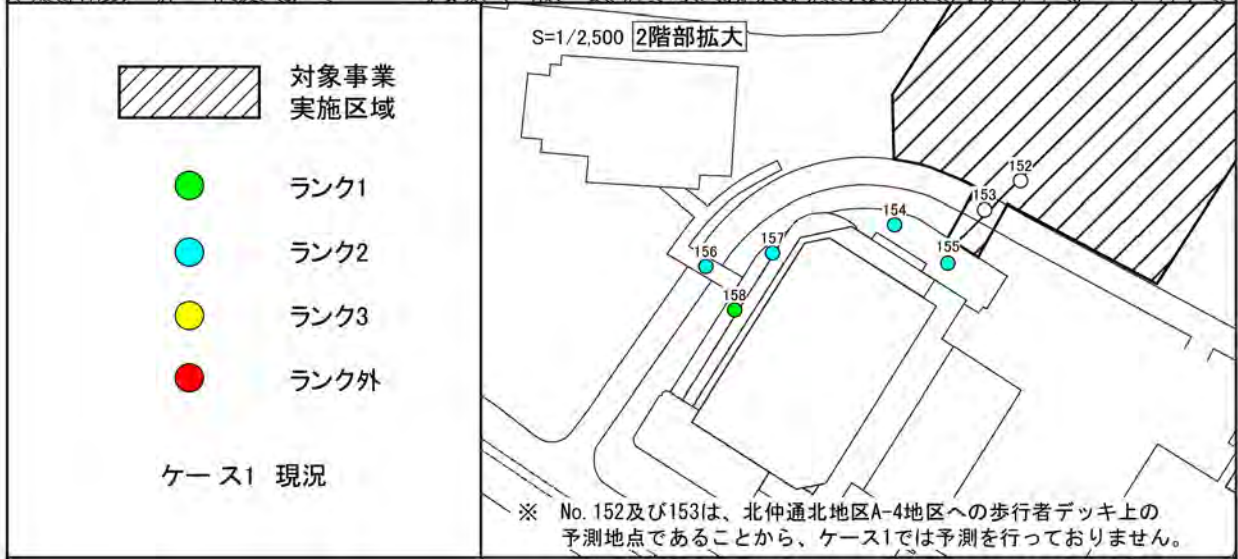 対象事業
実施区域
ランク1
ランク2
ランク3
ランク外
ケース1 現況
S=1/2,500 2階部拡大
152
153
154
155
156
157
158
※ No.152及び153は、北仲通北地区A-4地区への歩行者デッキ上の
予測地点であることから、ケース1では予測を行っておりません。